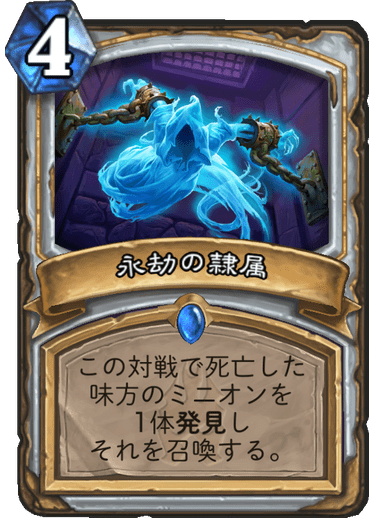 4
永劫の隷属
この対戦で死亡した
味方のミニオンを
1体発見し
それを召喚する。